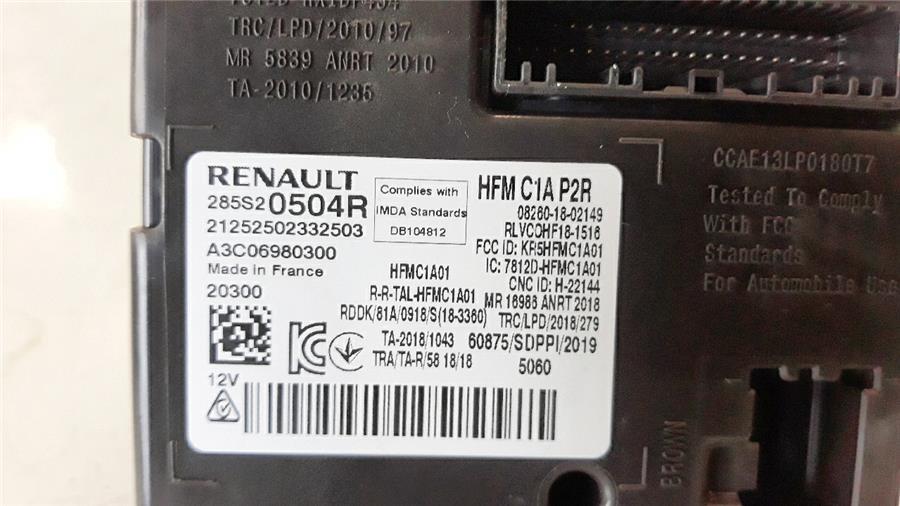 TRC/LPD/2010/97
MR 5839 ANRT 2010
TA-2010/1235
CCAE13LP0180T7
Tested To Comply
With FCC
Standards
For Automobile Use
RENAULT
285S20504R
21252502332503
A3C06980300
Made in France
20300
12V
Complies with
IMDA Standards
DB104812
HFM C1A P2R
08260-18-02149
RLVCOHF18-1516
FCC ID: KR5HFMC1A01
IC: 7812D-HFMC1A01
CNC ID: H-22144
HFMC1A01
R-R-TAL-HFMC1A01
MR 16986 ANRT 2018
RDDK/81A/0918/S(18-3360)
TRC/LPD/2018/279
TA-2018/1043
60875/SDPPI/2019
TRA/TA-R/58 18/18
5060
BROWN